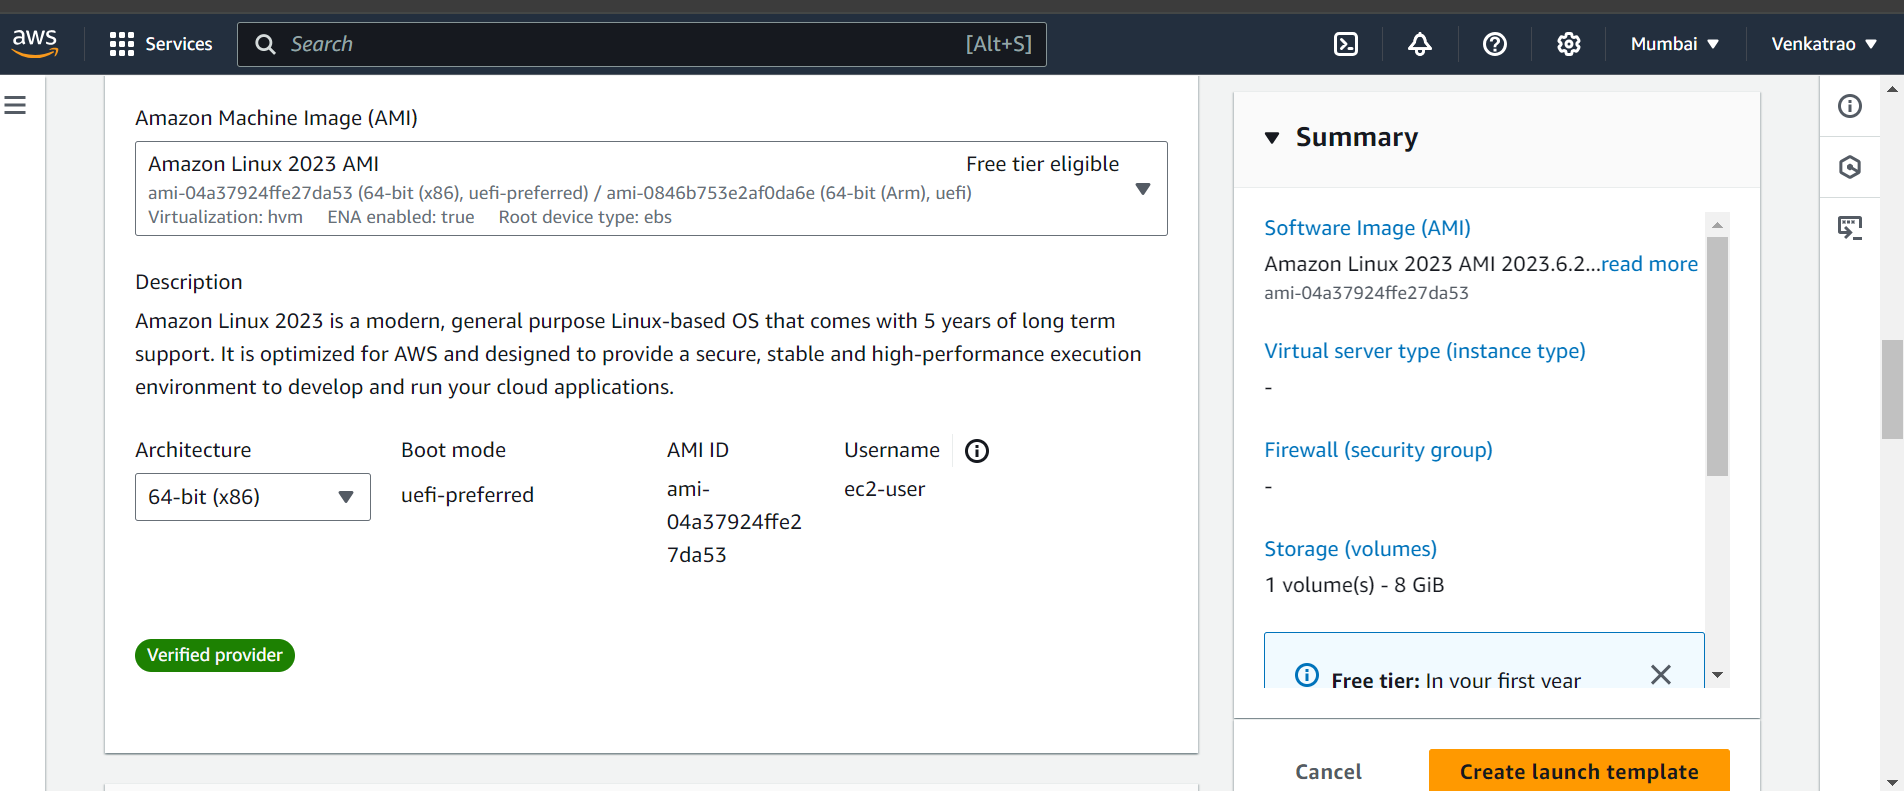 aws
Services
Search
[Alt+S]
Mumbai
Venkatrao
Amazon Machine Image (AMI)
Amazon Linux 2023 AMI
Free tier eligible
ami-04a37924ffe27da53 (64-bit (x86), uefi-preferred) / ami-0846b753e2af0da6e (64-bit (Arm), uefi)
Virtualization: hvm ENA enabled: true Root device type: ebs
Description
Amazon Linux 2023 is a modern, general purpose Linux-based OS that comes with 5 years of long term
support. It is optimized for AWS and designed to provide a secure, stable and high-performance execution
environment to develop and run your cloud applications.
Architecture
64-bit (x86)
Boot mode
uefi-preferred
AMI ID
ami-
04a37924ffe2
7da53
Username
ec2-user
Verified provider
Summary
Software Image (AMI)
Amazon Linux 2023 AMI 2023.6.2...read more
ami-04a37924ffe27da53
Virtual server type (instance type)
-
Firewall (security group)
-
Storage (volumes)
1 volume(s) - 8 GiB
Free tier: In your first year
Cancel
Create launch template